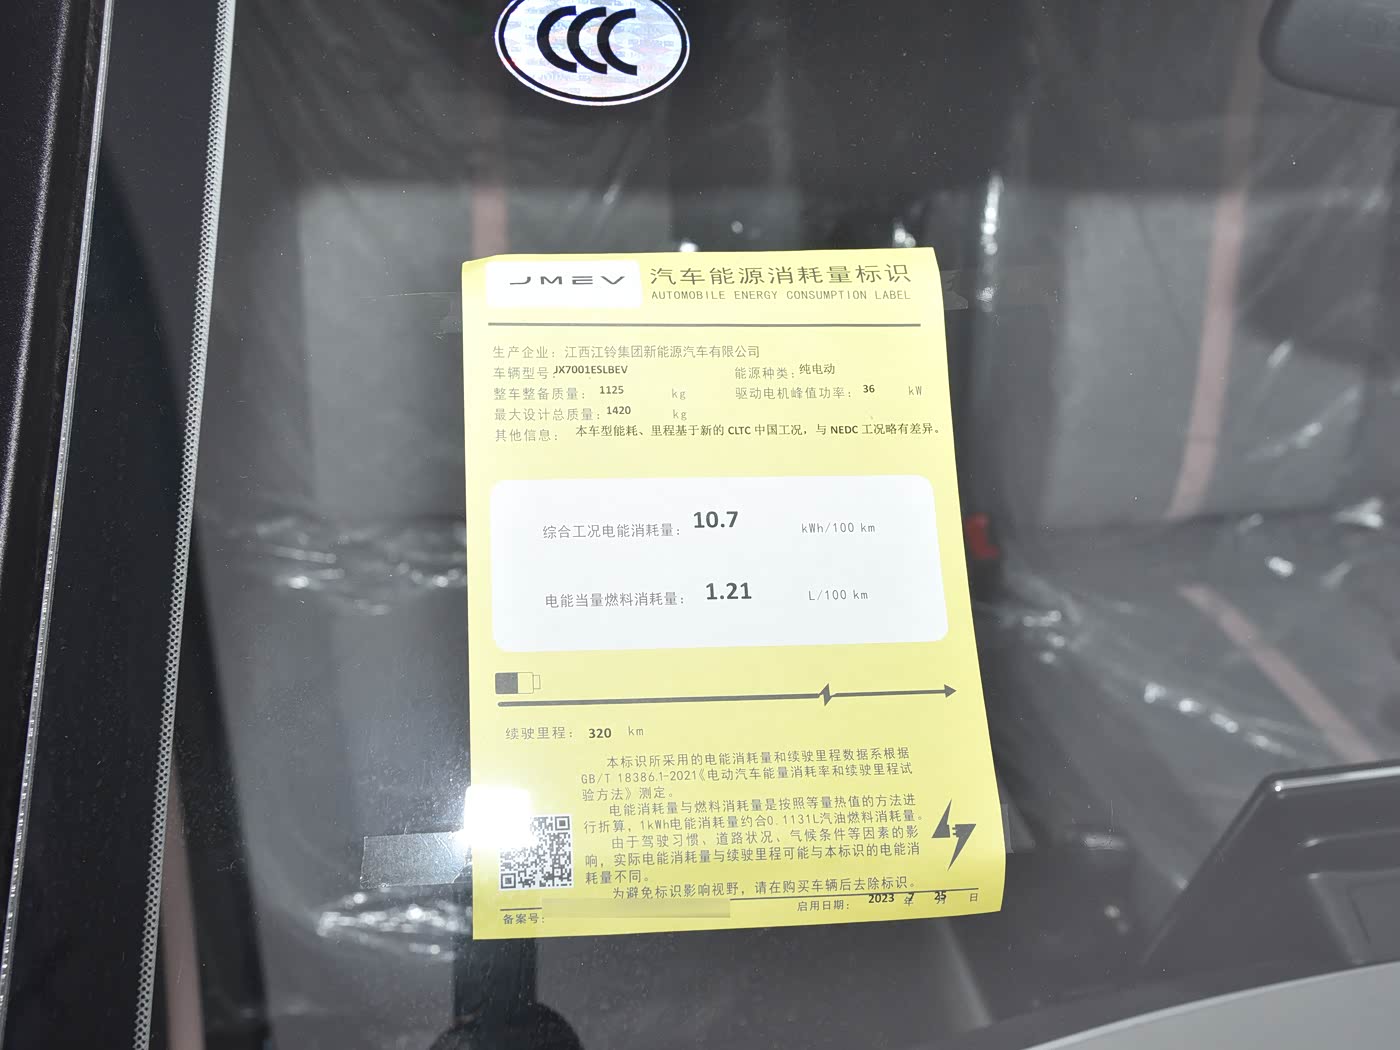 CCC
JMEV 汽车能源消耗量标识
AUTOMOBILE ENERGY CONSUMPTION LABEL
生产企业：江西江铃集团新能源汽车有限公司
车辆型号：JX7001ESLBEV 能源种类：纯电动
整车整备质量：1125 kg 驱动电机峰值功率：36 kW
最大设计总质量：1420 kg
其他信息： 本车型能耗、里程基于新的 CLTC 中国工况，与 NEDC 工况略有差异。
综合工况电能消耗量：10.7 kWh/100 km
电能当量燃料消耗量：1.21 L/100 km
续驶里程：320 km
本标识所采用的电能消耗量和续驶里程数据系根据
GB/T 18386.1-2021《电动汽车能量消耗率和续驶里程试
验方法》测定。
电能消耗量与燃料消耗量是按照等量热值的方法进
行折算，1kWh电能消耗量约合0.1131L汽油燃料消耗量。
由于驾驶习惯、道路状况、气候条件等因素的影
响，实际电能消耗量与续驶里程可能与本标识的电能消
耗量不同。
为避免标识影响视野，请在购买车辆后去除标识。
备案号： 启用日期： 2023 年 7 月 25 日